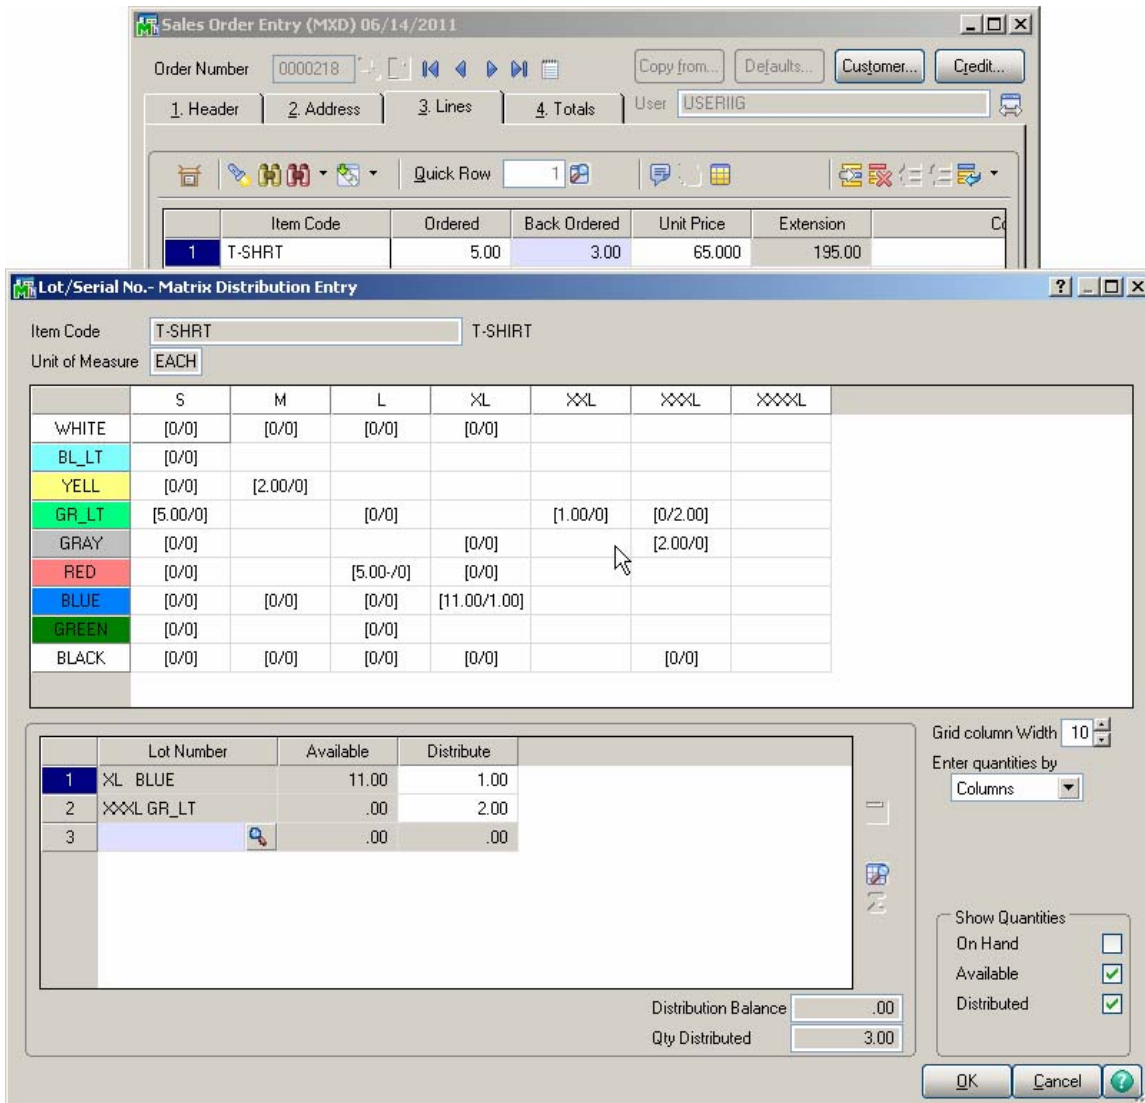 Sales Order Entry (MXD) 06/14/2011
Order Number 0000218 Copy from... Defaults... Customer... Credit...
1. Header 2. Address 3. Lines 4. Totals User USERIIG
Quick Row 1
Item Code Ordered Back Ordered Unit Price Extension
1 T-SHRT 5.00 3.00 65.000 195.00
Lot/Serial No.- Matrix Distribution Entry
Item Code T-SHRT T-SHIRT
Unit of Measure EACH
S M L XL XXL XXXL XXXXL
WHITE [0/0] [0/0] [0/0] [0/0]
BL_LT [0/0]
YELL [0/0] [2.00/0]
GR_LT [5.00/0] [0/0] [1.00/0] [0/2.00]
GRAY [0/0] [0/0] [2.00/0]
RED [0/0] [5.00-/0] [0/0]
BLUE [0/0] [0/0] [0/0] [11.00/1.00]
GREEN [0/0] [0/0]
BLACK [0/0] [0/0] [0/0] [0/0] [0/0]
Grid column Width 10
Enter quantities by
Columns
Lot Number Available Distribute
1 XL BLUE 11.00 1.00
2 XXXL GR_LT .00 2.00
3 .00 .00
Show Quantities
On Hand
Available
Distributed
Distribution Balance .00
Qty Distributed 3.00
OK Cancel